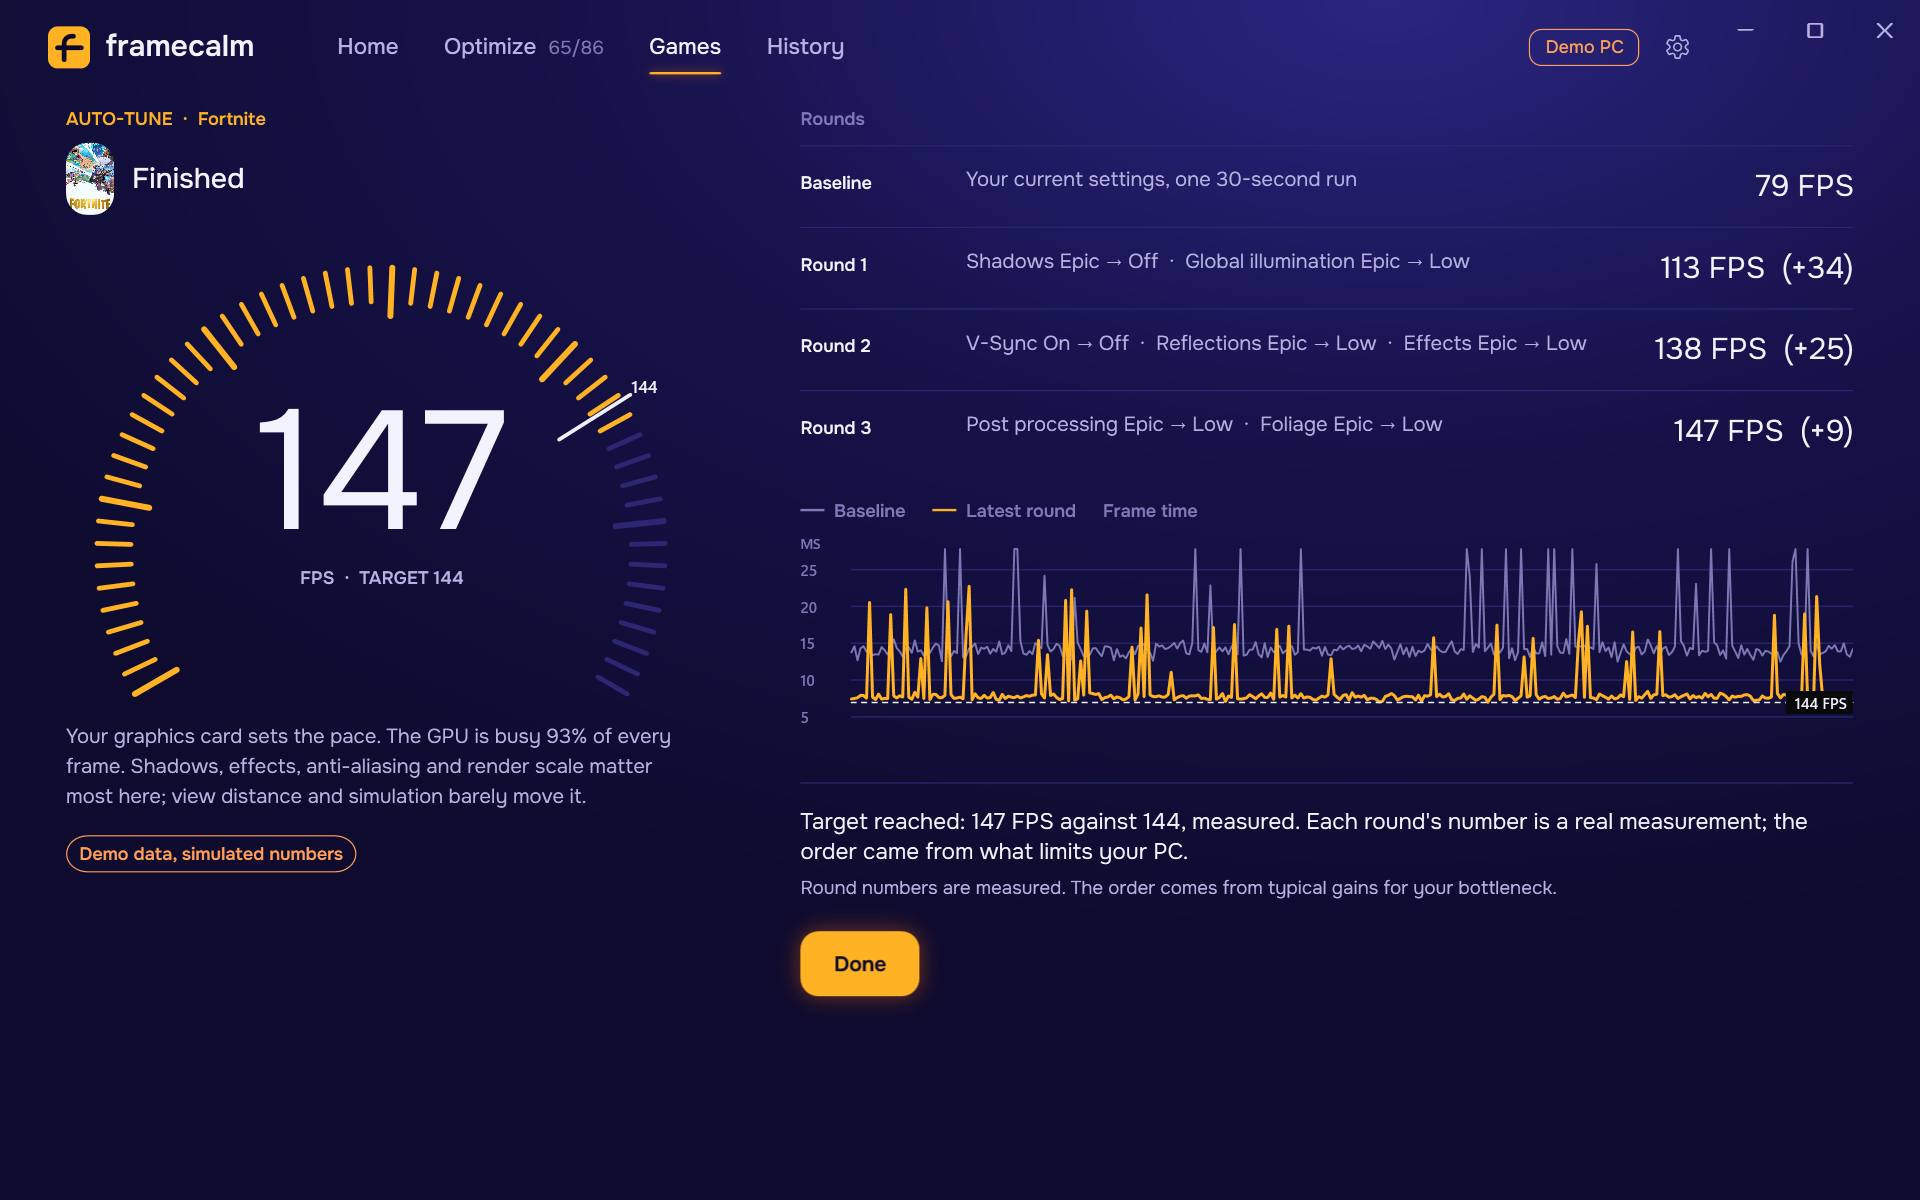 framecalm
Home
Optimize 65/86
Games
History
Demo PC
AUTO-TUNE · Fortnite
FORTNITE
Finished
147
144
FPS · TARGET 144
Your graphics card sets the pace. The GPU is busy 93% of every
frame. Shadows, effects, anti-aliasing and render scale matter
most here; view distance and simulation barely move it.
Demo data, simulated numbers
Rounds
Baseline Your current settings, one 30-second run 79 FPS
Round 1 Shadows Epic → Off · Global illumination Epic → Low 113 FPS (+34)
Round 2 V-Sync On → Off · Reflections Epic → Low · Effects Epic → Low 138 FPS (+25)
Round 3 Post processing Epic → Low · Foliage Epic → Low 147 FPS (+9)
Baseline Latest round Frame time
MS
25
20
15
10
5
144 FPS
Target reached: 147 FPS against 144, measured. Each round's number is a real measurement; the
order came from what limits your PC.
Round numbers are measured. The order comes from typical gains for your bottleneck.
Done